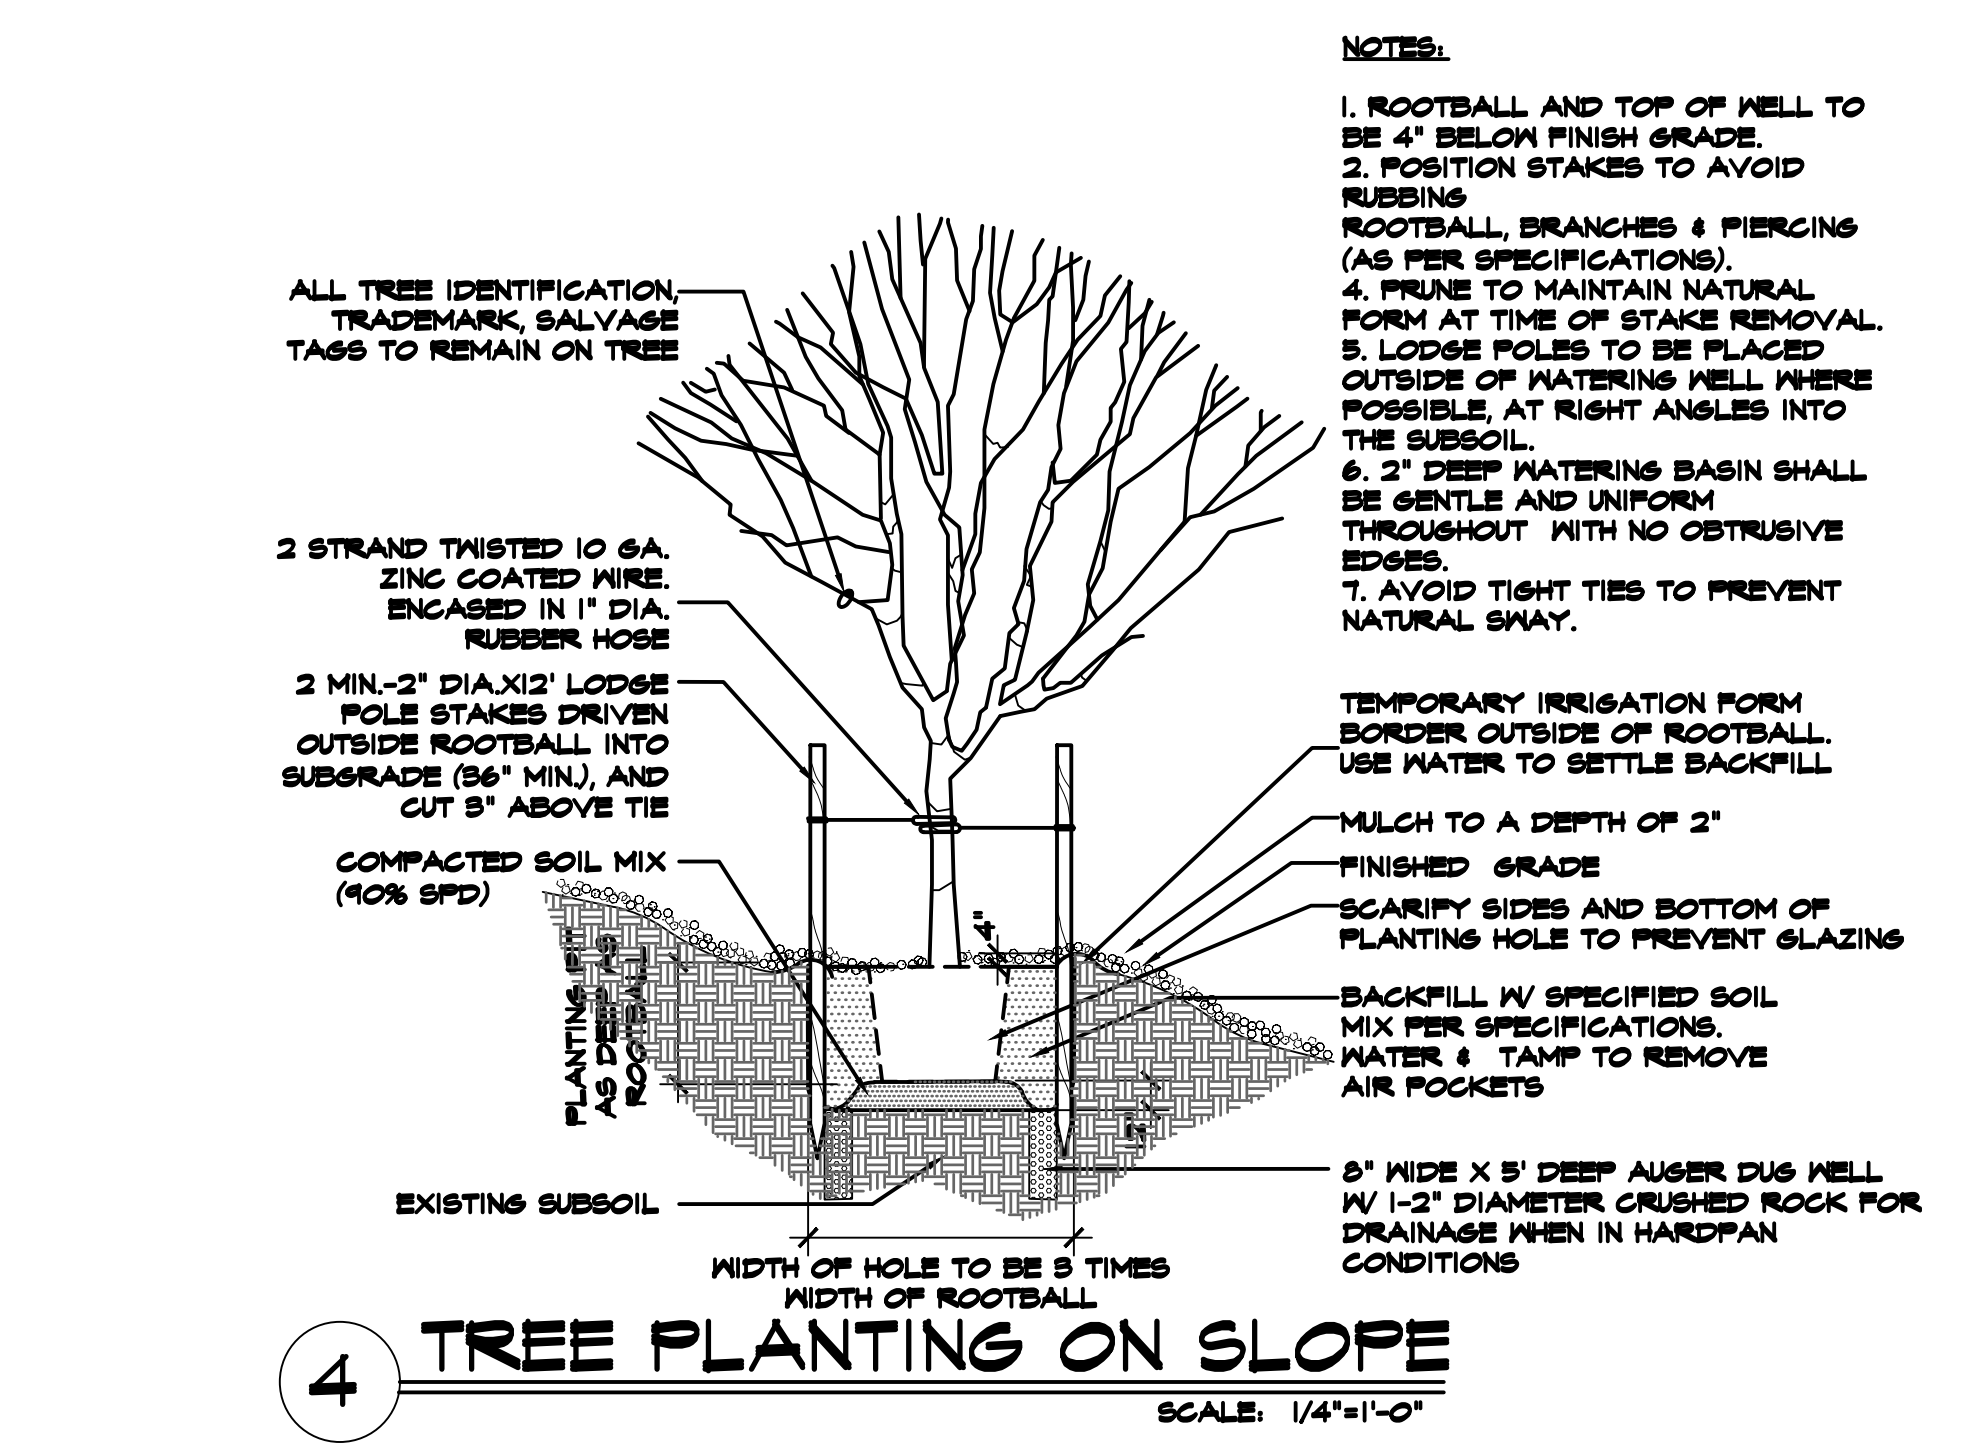 NOTES:
1. ROOTBALL AND TOP OF WELL TO
BE 4" BELOW FINISH GRADE.
2. POSITION STAKES TO AVOID
RUBBING
ROOTBALL, BRANCHES & PIERCING
(AS PER SPECIFICATIONS).
4. PRUNE TO MAINTAIN NATURAL
FORM AT TIME OF STAKE REMOVAL.
5. LODGE POLES TO BE PLACED
OUTSIDE OF WATERING WELL WHERE
POSSIBLE, AT RIGHT ANGLES INTO
THE SUBSOIL.
6. 2" DEEP WATERING BASIN SHALL
BE GENTLE AND UNIFORM
THROUGHOUT WITH NO OBTRUSIVE
EDGES.
7. AVOID TIGHT TIES TO PREVENT
NATURAL SWAY.
ALL TREE IDENTIFICATION,
TRADEMARK, SALVAGE
TAGS TO REMAIN ON TREE
2 STRAND TWISTED 10 GA.
ZINC COATED WIRE.
ENCASED IN 1" DIA.
RUBBER HOSE
2 MIN.-2" DIA.X12' LODGE
POLE STAKES DRIVEN
OUTSIDE ROOTBALL INTO
SUBGRADE (36" MIN.), AND
CUT 3" ABOVE TIE
COMPACTED SOIL MIX
(90% SPD)
PLANTING PIT
AS DEEP AS
ROOTBALL
EXISTING SUBSOIL
4"
TEMPORARY IRRIGATION FORM
BORDER OUTSIDE OF ROOTBALL.
USE WATER TO SETTLE BACKFILL
MULCH TO A DEPTH OF 2"
FINISHED GRADE
SCARIFY SIDES AND BOTTOM OF
PLANTING HOLE TO PREVENT GLAZING
BACKFILL W/ SPECIFIED SOIL
MIX PER SPECIFICATIONS.
WATER & TAMP TO REMOVE
AIR POCKETS
8" WIDE X 5' DEEP AUGER DUG WELL
W/ 1-2" DIAMETER CRUSHED ROCK FOR
DRAINAGE WHEN IN HARDPAN
CONDITIONS
WIDTH OF HOLE TO BE 3 TIMES
WIDTH OF ROOTBALL
4
TREE PLANTING ON SLOPE
SCALE: 1/4"=1'-0"